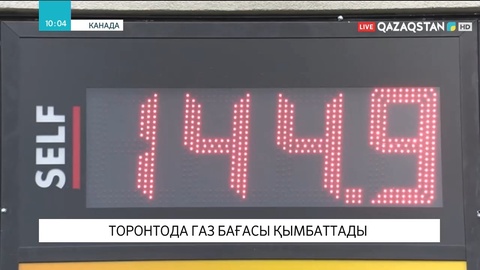 10:04
КАНАДА
LIVE QAZAQSTAN HD
SELF
144.9
ТОРОНТОДА ГАЗ БАҒАСЫ ҚЫМБАТТАДЫ